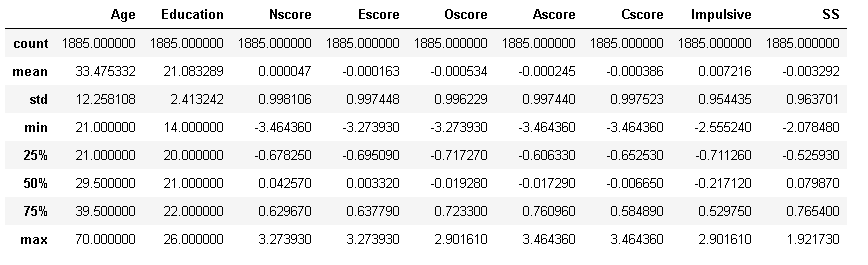 Age Education Nscore Escore Oscore Ascore Cscore Impulsive SS
count 1885.000000 1885.000000 1885.000000 1885.000000 1885.000000 1885.000000 1885.000000 1885.000000 1885.000000
mean 33.475332 21.083289 0.000047 -0.000163 -0.000534 -0.000245 -0.000386 0.007216 -0.003292
std 12.258108 2.413242 0.998106 0.997448 0.996229 0.997440 0.997523 0.954435 0.963701
min 21.000000 14.000000 -3.464360 -3.273930 -3.273930 -3.464360 -3.464360 -2.555240 -2.078480
25% 21.000000 20.000000 -0.678250 -0.695090 -0.717270 -0.606330 -0.652530 -0.711260 -0.525930
50% 29.500000 21.000000 0.042570 0.003320 -0.019280 -0.017290 -0.006650 -0.217120 0.079870
75% 39.500000 22.000000 0.629670 0.637790 0.723300 0.760960 0.584890 0.529750 0.765400
max 70.000000 26.000000 3.273930 3.273930 2.901610 3.464360 3.464360 2.901610 1.921730